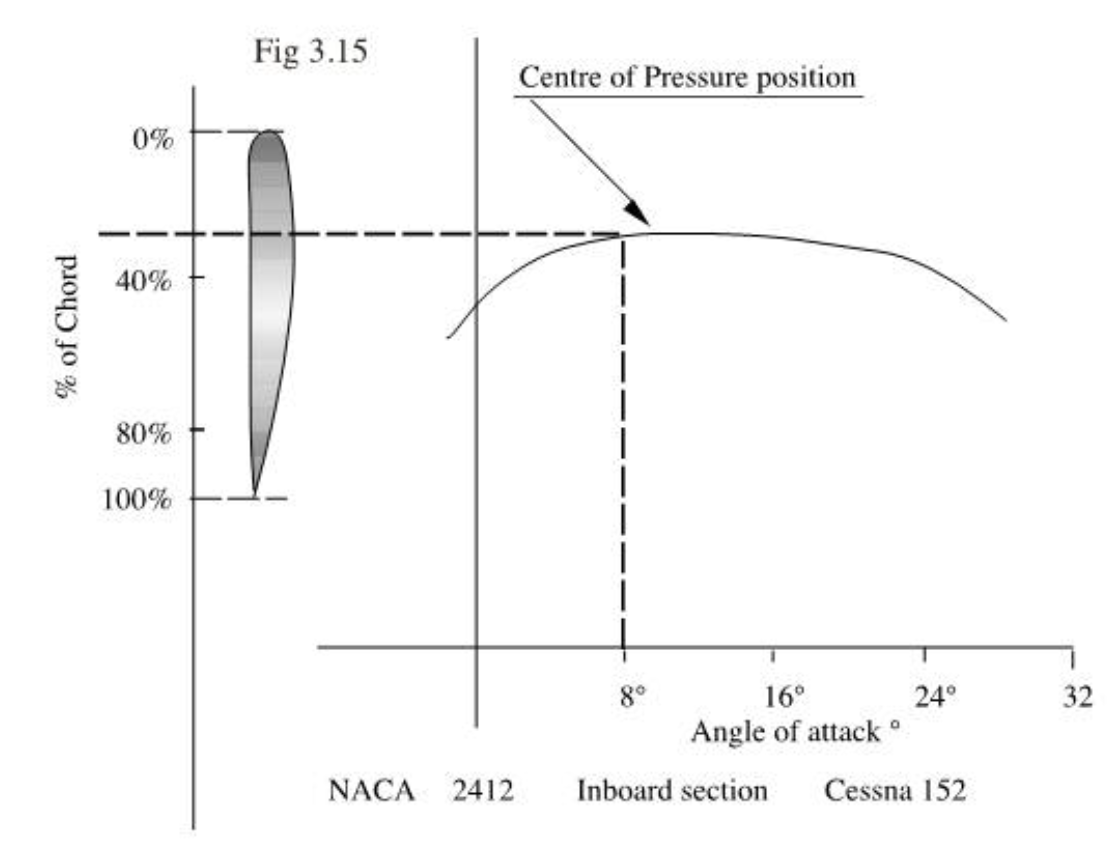 Fig 3.15
Centre of Pressure position
0%
40%
80%
100%
% of Chord
8° 16° 24° 32
Angle of attack °
NACA 2412 Inboard section Cessna 152